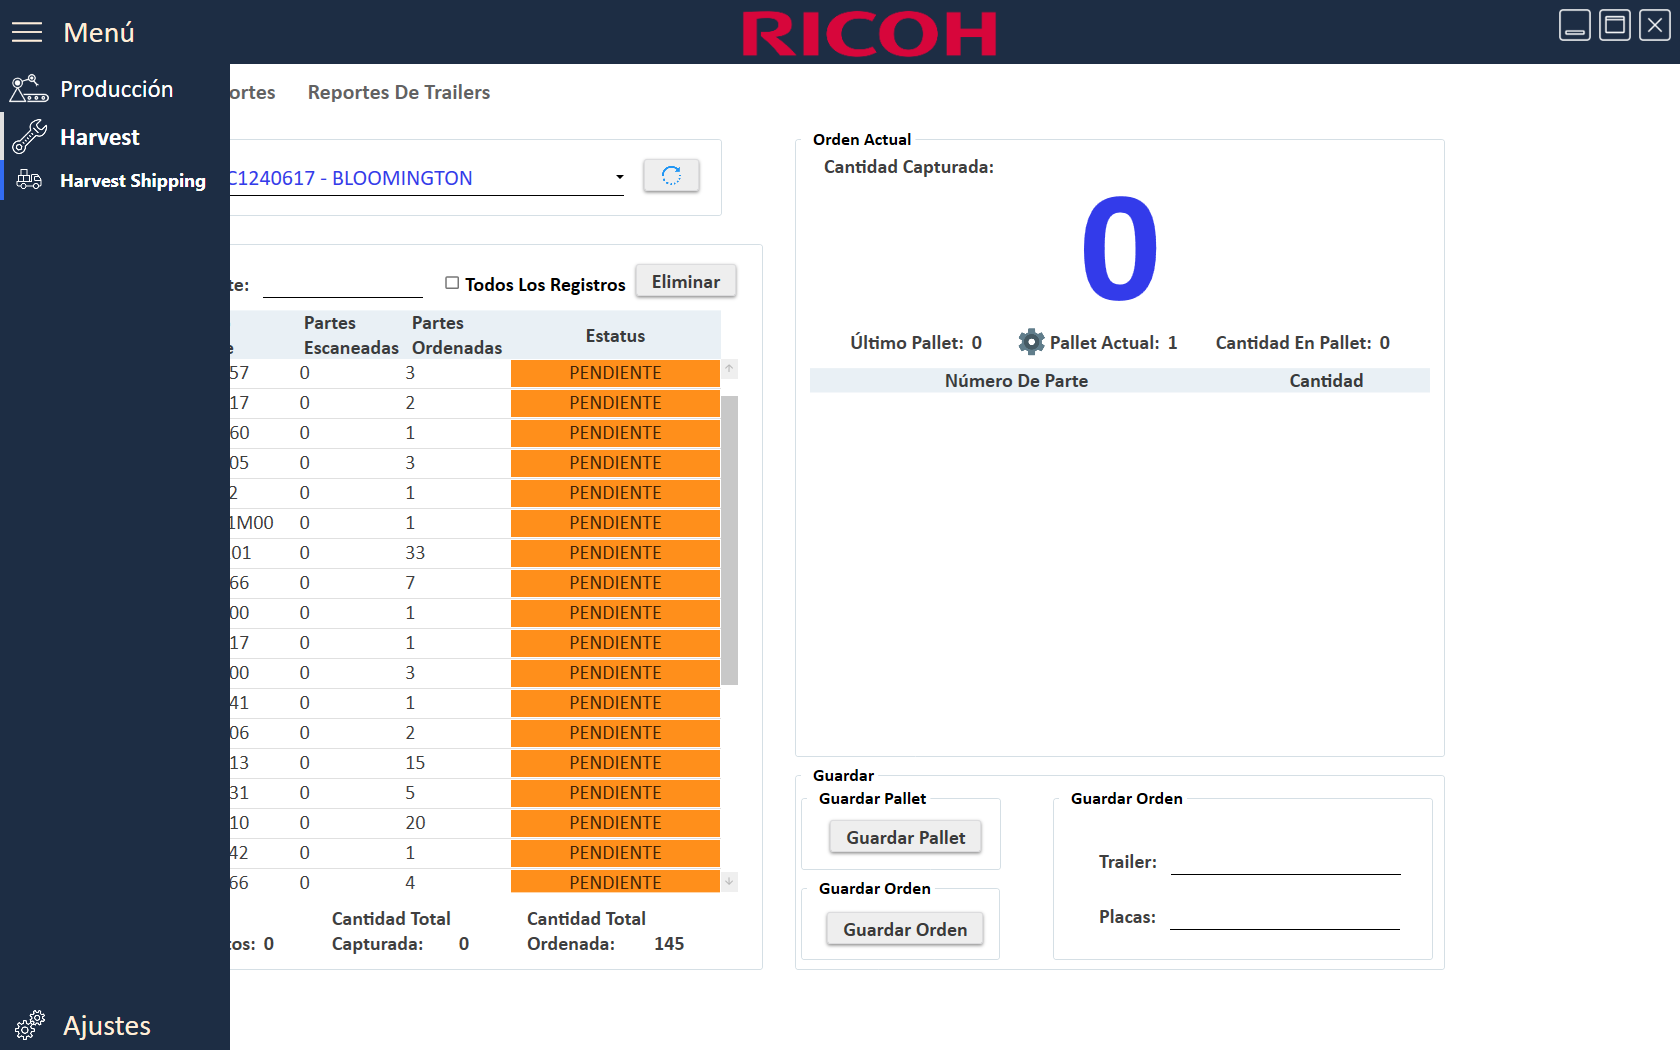 Menú
RICOH
Producción
Harvest
Harvest Shipping
Ajustes
ortes
Reportes De Trailers
C1240617 - BLOOMINGTON
te:
Todos Los Registros
Eliminar
e
Partes Escaneadas
Partes Ordenadas
Estatus
57 0 3 PENDIENTE
17 0 2 PENDIENTE
60 0 1 PENDIENTE
05 0 3 PENDIENTE
2 0 1 PENDIENTE
1M00 0 1 PENDIENTE
01 0 33 PENDIENTE
66 0 7 PENDIENTE
00 0 1 PENDIENTE
17 0 1 PENDIENTE
00 0 3 PENDIENTE
41 0 1 PENDIENTE
06 0 2 PENDIENTE
13 0 15 PENDIENTE
31 0 5 PENDIENTE
10 0 20 PENDIENTE
42 0 1 PENDIENTE
66 0 4 PENDIENTE
tos: 0
Cantidad Total Capturada: 0
Cantidad Total Ordenada: 145
Orden Actual
Cantidad Capturada:
0
Último Pallet: 0
Pallet Actual: 1
Cantidad En Pallet: 0
Número De Parte
Cantidad
Guardar
Guardar Pallet
Guardar Pallet
Guardar Orden
Guardar Orden
Guardar Orden
Trailer:
Placas: